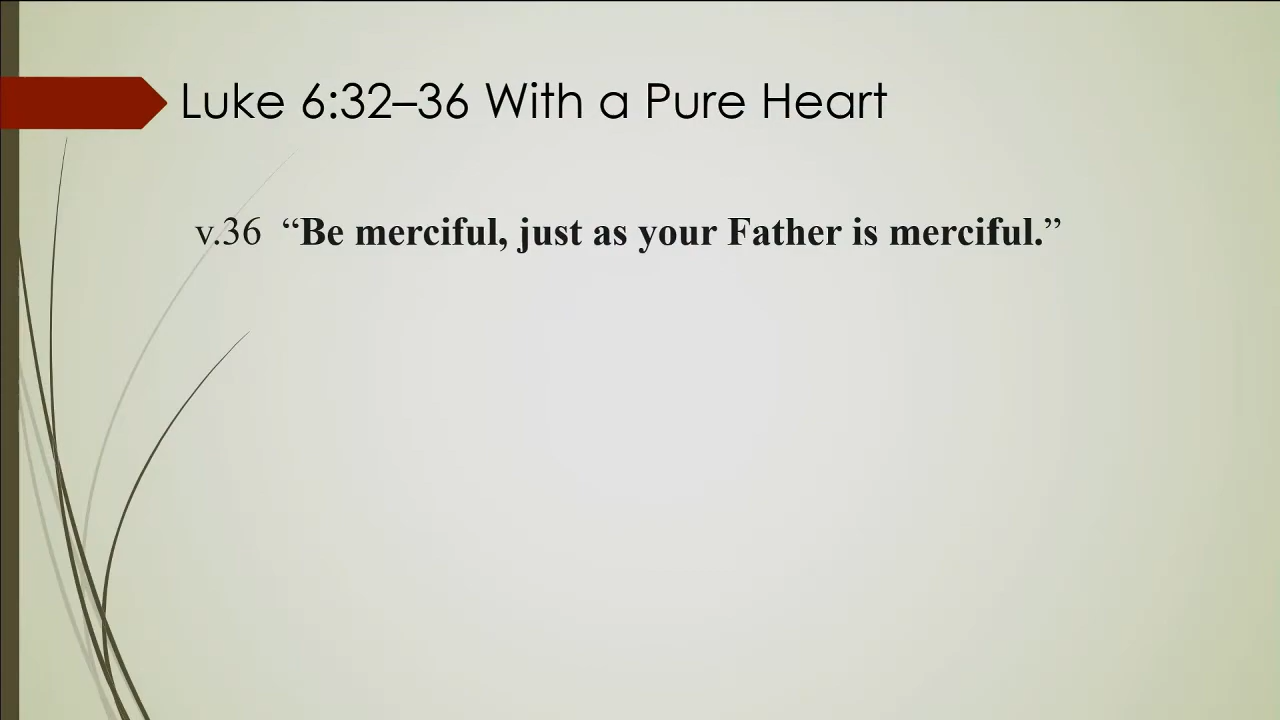 Luke 6:32–36 With a Pure Heart
v.36 “Be merciful, just as your Father is merciful.”